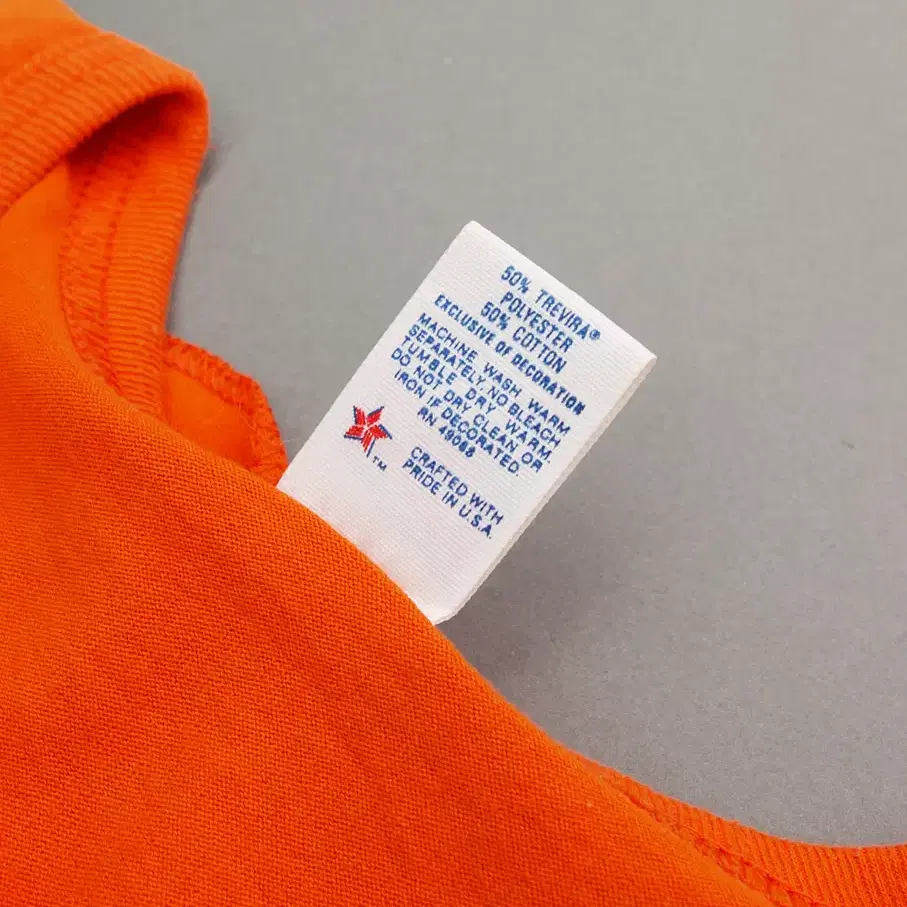 50% TREVIRA®
POLYESTER
50% COTTON
EXCLUSIVE OF DECORATION
MACHINE WASH WARM
SEPARATELY. NO BLEACH
TUMBLE DRY WARM.
DO NOT DRY CLEAN OR
IRON IF DECORATED.
RN 49068
TM
CRAFTED WITH
PRIDE IN U.S.A.